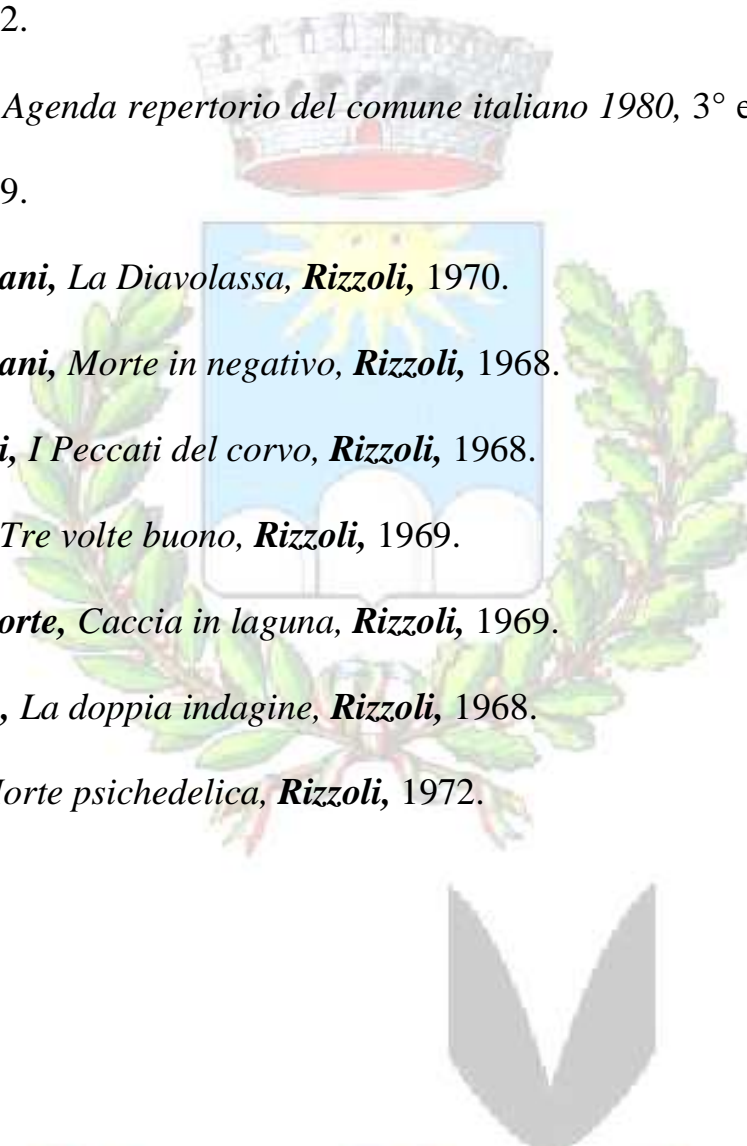 2.
Agenda repertorio del comune italiano 1980, 3° e
9.
ani, La Diavolassa, Rizzoli, 1970.
ani, Morte in negativo, Rizzoli, 1968.
i, I Peccati del corvo, Rizzoli, 1968.
Tre volte buono, Rizzoli, 1969.
orte, Caccia in laguna, Rizzoli, 1969.
, La doppia indagine, Rizzoli, 1968.
orte psichedelica, Rizzoli, 1972.